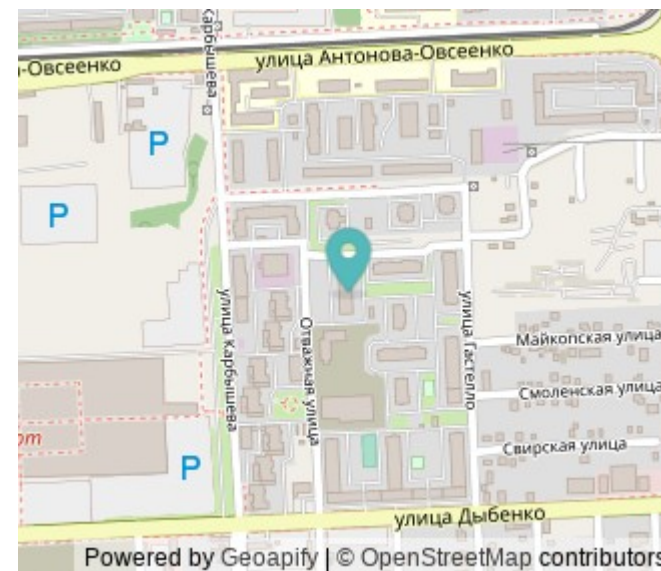 Карбышева
улица Антонова-Овсеенко
-Овсеенко
P
P
улица Карбышева
Отважная улица
улица Гастелло
Майкопская улица
Смоленская улица
Свирская улица
P
улица Дыбенко
Powered by Geoapify | © OpenStreetMap contributors